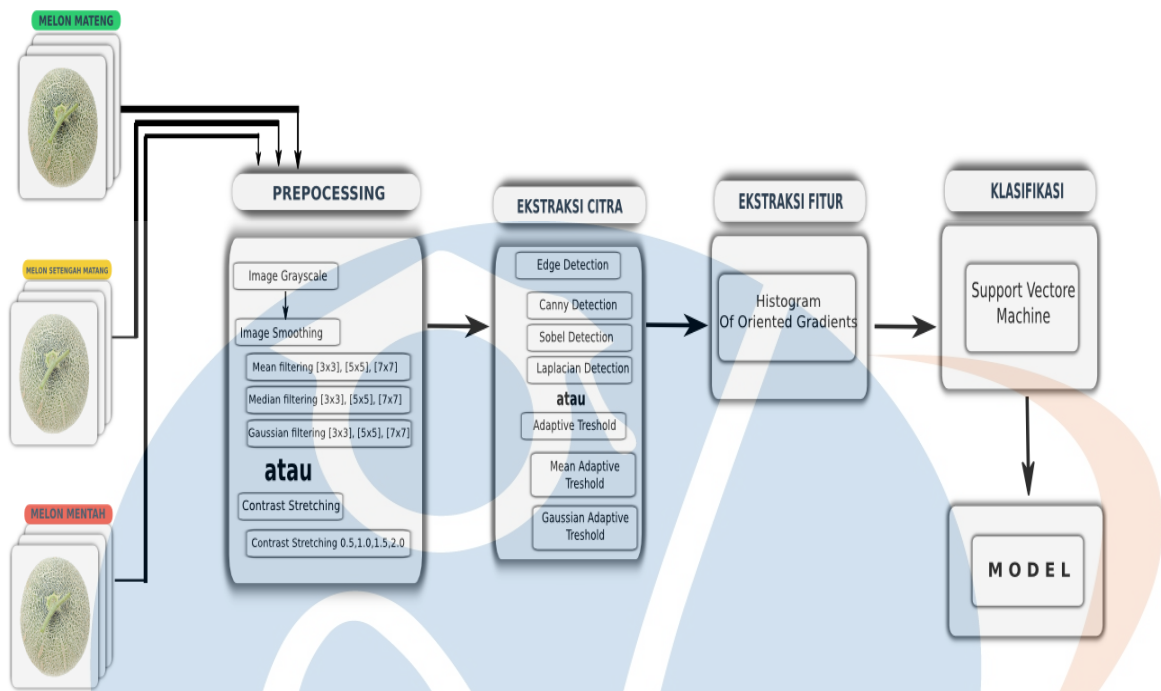 MELON MATENG
MELON SETENGAH MATANG
MELON MENTAH
PREPOCESSING
Image Grayscale
Image Smoothing
Mean filtering [3x3], [5x5], [7x7]
Median filtering [3x3], [5x5], [7x7]
Gaussian filtering [3x3], [5x5], [7x7]
atau
Contrast Stretching
Contrast Stretching 0.5,1.0,1.5,2.0
EKSTRAKSI CITRA
Edge Detection
Canny Detection
Sobel Detection
Laplacian Detection
atau
Adaptive Treshold
Mean Adaptive
Treshold
Gaussian Adaptive
Treshold
EKSTRAKSI FITUR
Histogram
Of Oriented Gradients
KLASIFIKASI
Support Vectore
Machine
MODEL